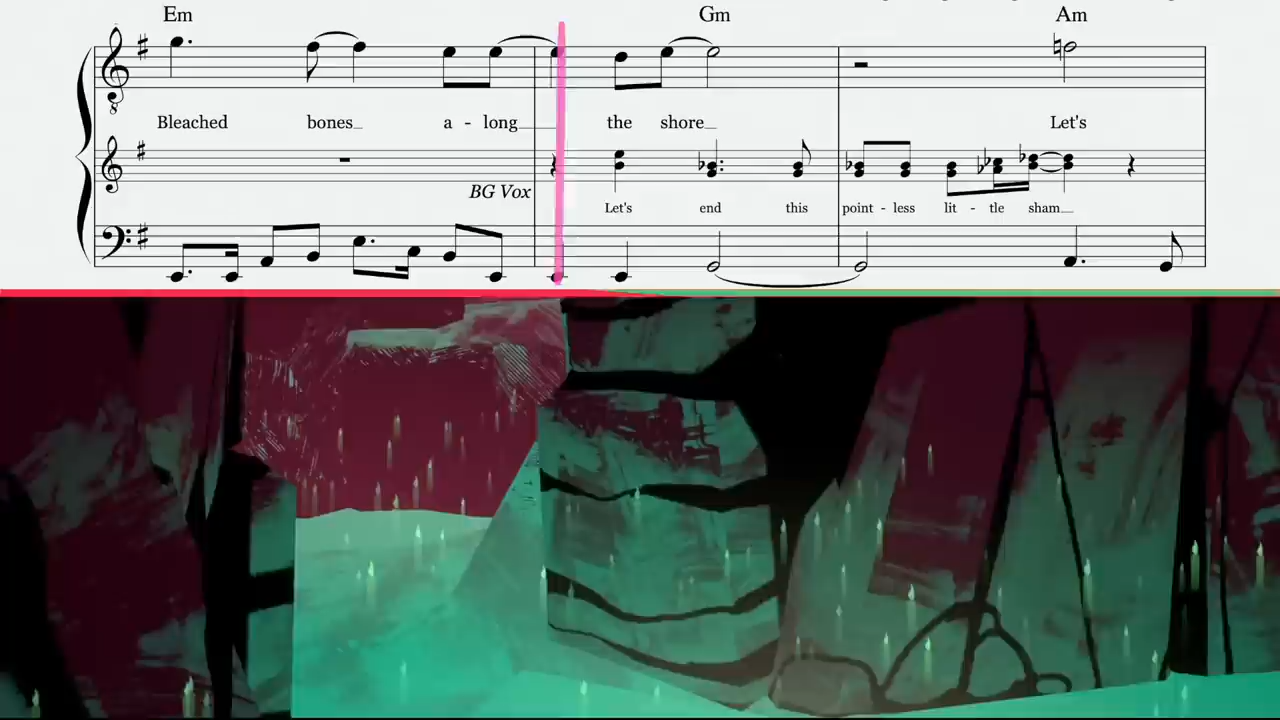 Em Gm Am
8
Bleached bones_ a - long_ the shore_ Let's
BG Vox
Let's end this point - less lit - tle sham_